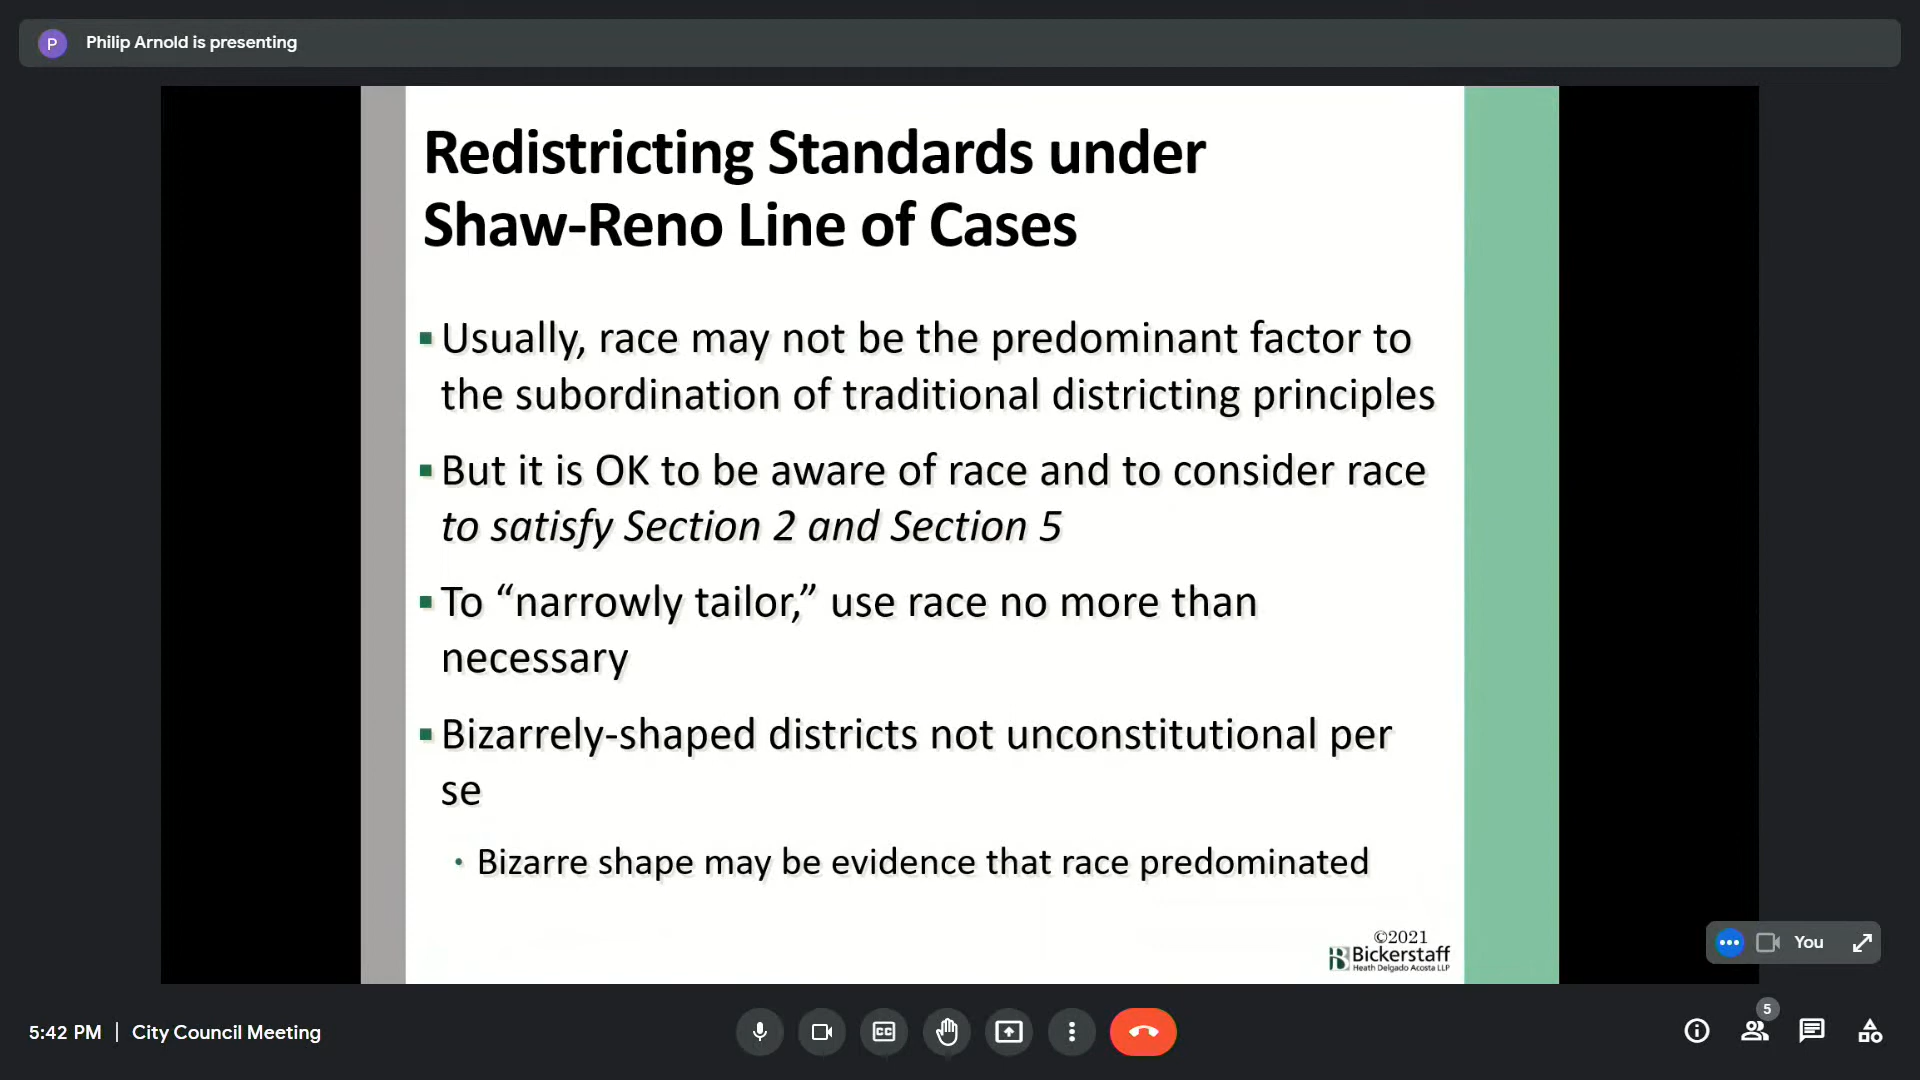 P
Philip Arnold is presenting
Redistricting Standards under
Shaw-Reno Line of Cases
Usually, race may not be the predominant factor to
the subordination of traditional districting principles
But it is OK to be aware of race and to consider race
to satisfy Section 2 and Section 5
To “narrowly tailor,” use race no more than
necessary
Bizarrely-shaped districts not unconstitutional per
se
Bizarre shape may be evidence that race predominated
©2021
Bickerstaff
Heath Delgado Acosta LLP
You
5:42 PM | City Council Meeting
CC
5